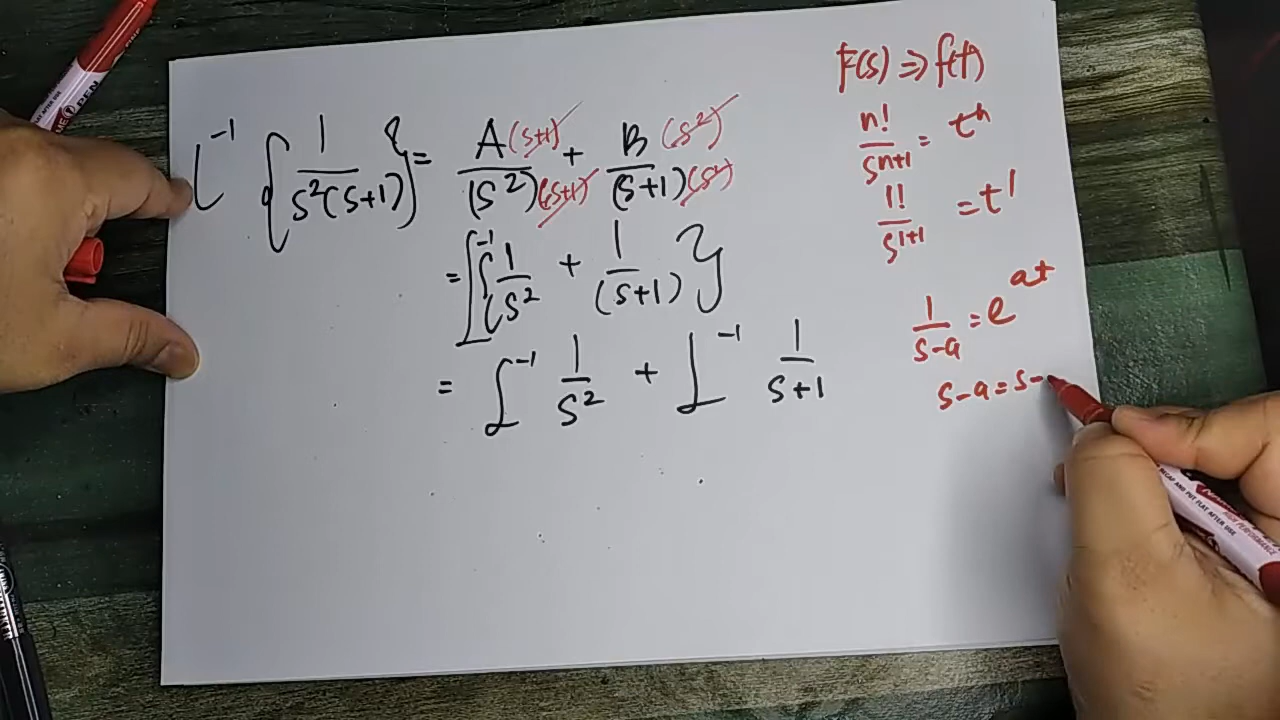 L⁻¹ { 1/(s²(s+1)) } = A(s+1)/((s²)(s+1)) + B(s²)/((s+1)(s²))
= L⁻¹ { 1/s² + 1/(s+1) }
= L⁻¹ 1/s² + L⁻¹ 1/(s+1)
F(s) ⇒ f(t)
n!/sⁿ⁺¹ = tⁿ
1!/s¹⁺¹ = t¹
1/(s-a) = eᵃᵗ
s-a = s-